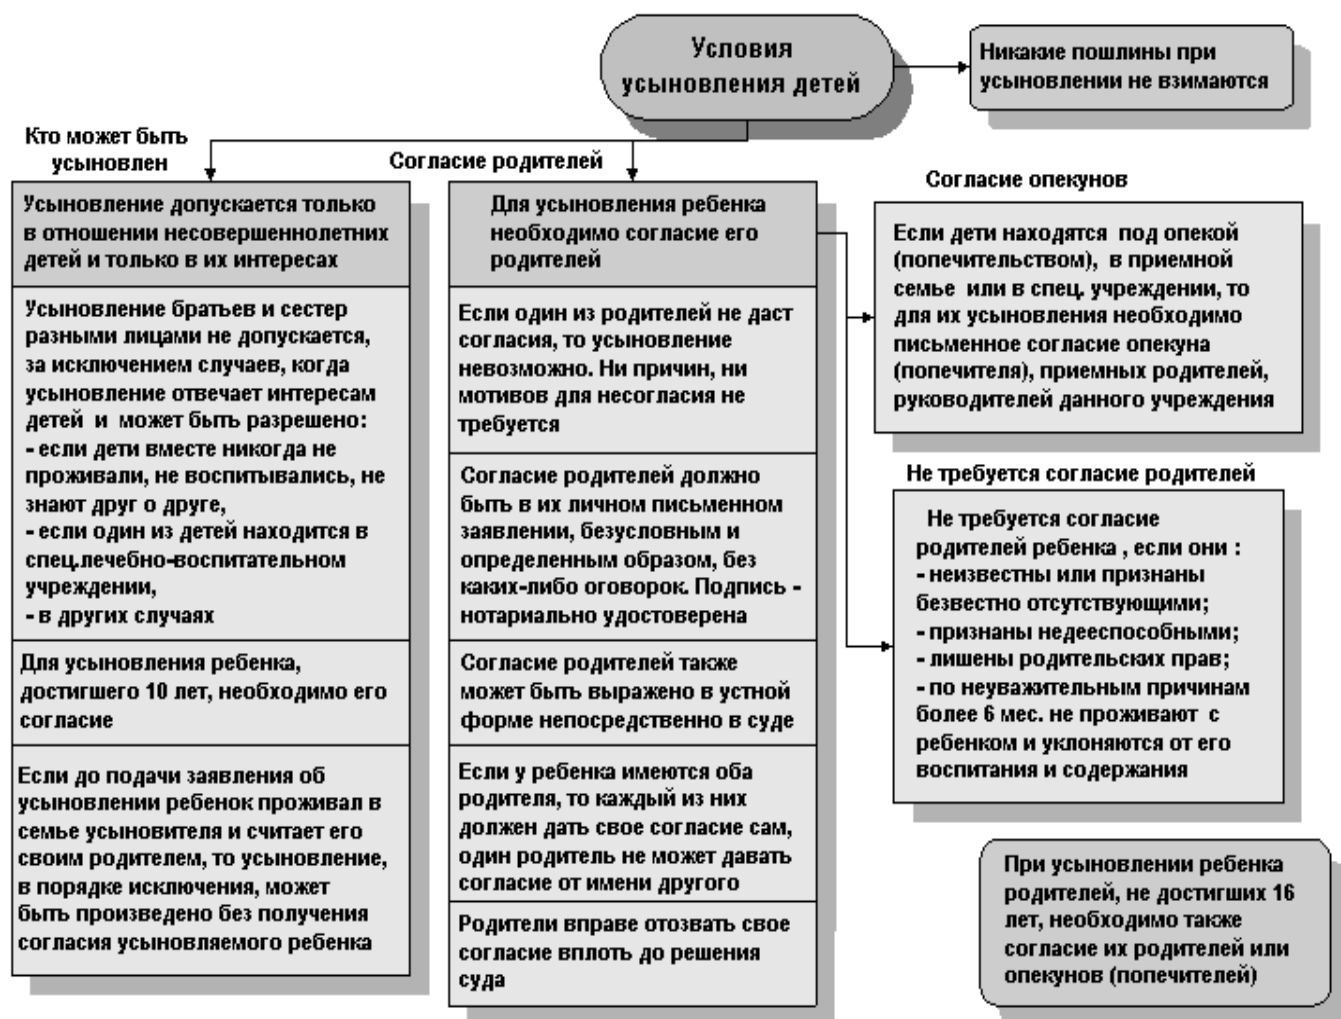 Условия
усыновления детей
Никакие пошлины при
усыновлении не взимаются
Кто может быть
усыновлен
Усыновление допускается только
в отношении несовершеннолетних
детей и только в их интересах
Усыновление братьев и сестер
разными лицами не допускается,
за исключением случаев, когда
усыновление отвечает интересам
детей и может быть разрешено:
- если дети вместе никогда не
проживали, не воспитывались, не
знают друг о друге,
- если один из детей находится в
спец.лечебно-воспитательном
учреждении,
- в других случаях
Для усыновления ребенка,
достигшего 10 лет, необходимо его
согласие
Если до подачи заявления об
усыновлении ребенок проживал в
семье усыновителя и считает его
своим родителем, то усыновление,
в порядке исключения, может
быть произведено без получения
согласия усыновляемого ребенка
Согласие родителей
Для усыновления ребенка
необходимо согласие его
родителей
Если один из родителей не даст
согласия, то усыновление
невозможно. Ни причин, ни
мотивов для несогласия не
требуется
Согласие родителей должно
быть в их личном письменном
заявлении, безусловным и
определенным образом, без
каких-либо оговорок. Подпись -
нотариально удостоверена
Согласие родителей также
может быть выражено в устной
форме непосредственно в суде
Если у ребенка имеются оба
родителя, то каждый из них
должен дать свое согласие сам,
один родитель не может давать
согласие от имени другого
Родители вправе отозвать свое
согласие вплоть до решения
суда
Согласие опекунов
Если дети находятся под опекой
(попечительством), в приемной
семье или в спец. учреждении, то
для их усыновления необходимо
письменное согласие опекуна
(попечителя), приемных родителей,
руководителей данного учреждения
Не требуется согласие родителей
Не требуется согласие
родителей ребенка , если они :
- неизвестны или признаны
безвестно отсутствующими;
- признаны недееспособными;
- лишены родительских прав;
- по неуважительным причинам
более 6 мес. не проживают с
ребенком и уклоняются от его
воспитания и содержания
При усыновлении ребенка
родителей, не достигших 16
лет, необходимо также
согласие их родителей или
опекунов (попечителей)